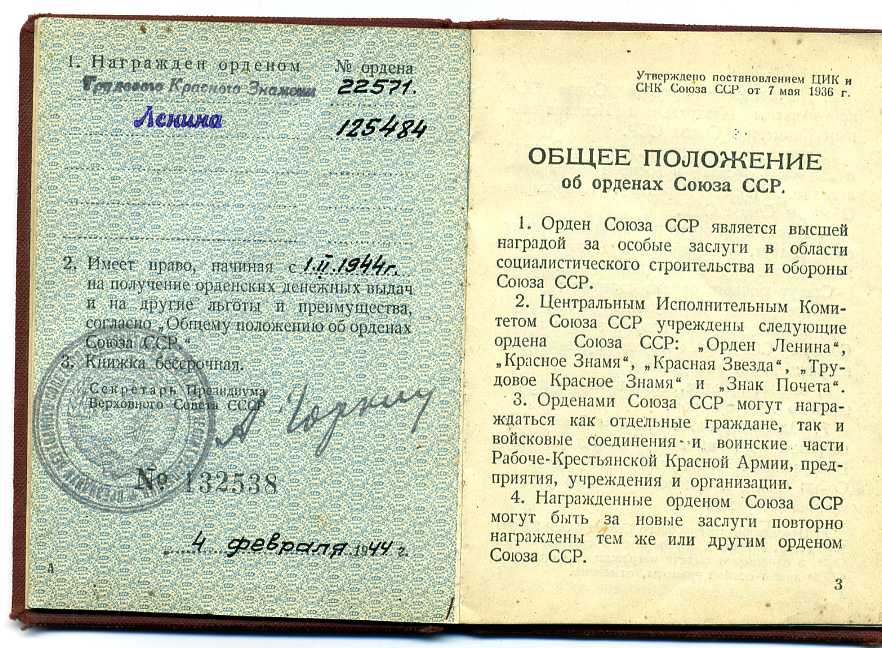 1. Награжден орденом № ордена
Трудового Красного Знамени 22571.
Ленина 125484
2. Имеет право, начиная с 1.II.1944г.
на получение орденских денежных выдач
и на другие льготы и преимущества,
согласно „Общему положению об орденах
Союза ССР.“
3. Книжка бессрочная.
Секретарь Президиума
Верховного Совета СССР
А Горкин
№ 132538
4 февраля 1944 г.
А
Утверждено постановлением ЦИК и
СНК Союза ССР от 7 мая 1936 г.
ОБЩЕЕ ПОЛОЖЕНИЕ
об орденах Союза ССР.
1. Орден Союза ССР является высшей
наградой за особые заслуги в области
социалистического строительства и обороны
Союза ССР.
2. Центральным Исполнительным Коми-
тетом Союза ССР учреждены следующие
ордена Союза ССР: „Орден Ленина“,
„Красное Знамя“, „Красная Звезда“, „Тру-
довое Красное Знамя“ и „Знак Почета“.
3. Орденами Союза ССР могут награ-
ждаться как отдельные граждане, так и
войсковые соединения и воинские части
Рабоче-Крестьянской Красной Армии, пред-
приятия, учреждения и организации.
4. Награжденные орденом Союза ССР
могут быть за новые заслуги повторно
награждены тем же или другим орденом
Союза ССР.
3